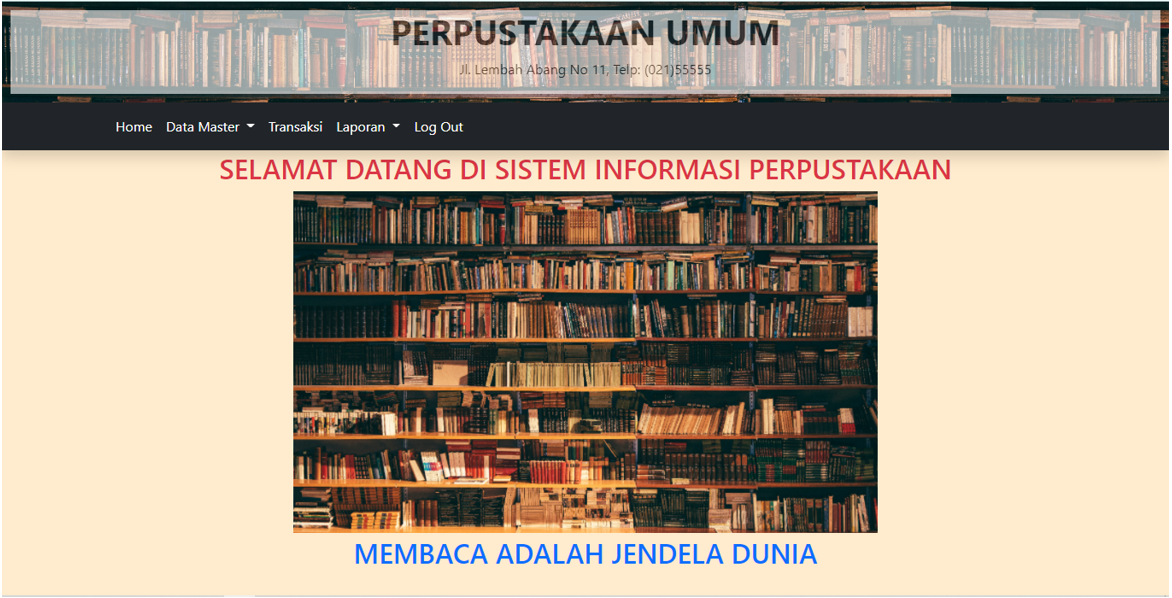 PERPUSTAKAAN UMUM
Jl. Lembah Abang No 11, Telp: (021)55555
Home Data Master Transaksi Laporan Log Out
SELAMAT DATANG DI SISTEM INFORMASI PERPUSTAKAAN
MEMBACA ADALAH JENDELA DUNIA